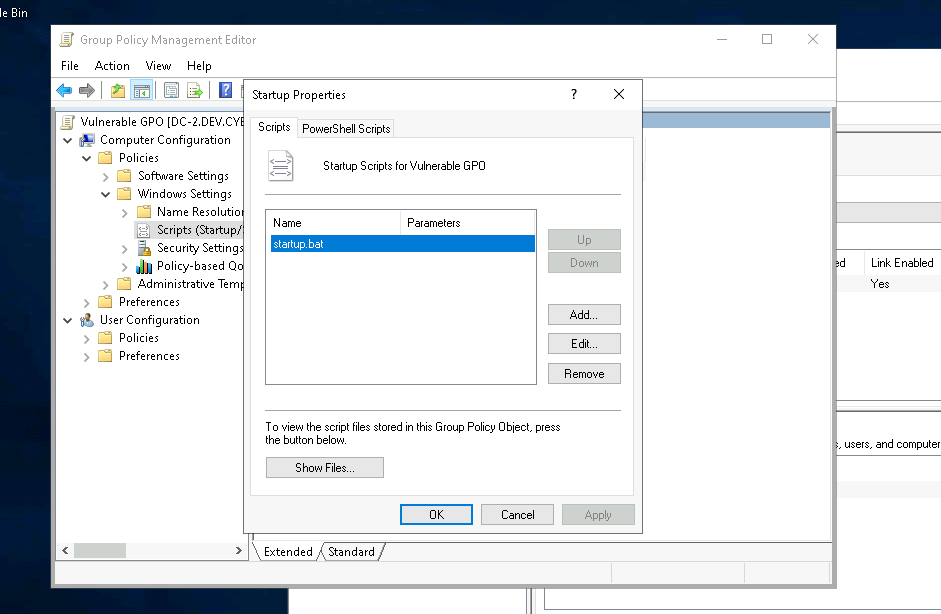 le Bin
Group Policy Management Editor
File Action View Help
Startup Properties
?
Scripts PowerShell Scripts
Startup Scripts for Vulnerable GPO
Name Parameters
startup.bat
Up
Down
Add...
Edit...
Remove
To view the script files stored in this Group Policy Object, press
the button below.
Show Files...
OK Cancel Apply
Vulnerable GPO [DC-2.DEV.CYE
Computer Configuration
Policies
Software Settings
Windows Settings
Name Resolution
Scripts (Startup/
Security Settings
Policy-based Qo
Administrative Temp
Preferences
User Configuration
Policies
Preferences
Extended Standard
ed Link Enabled
Yes
s, users, and computer